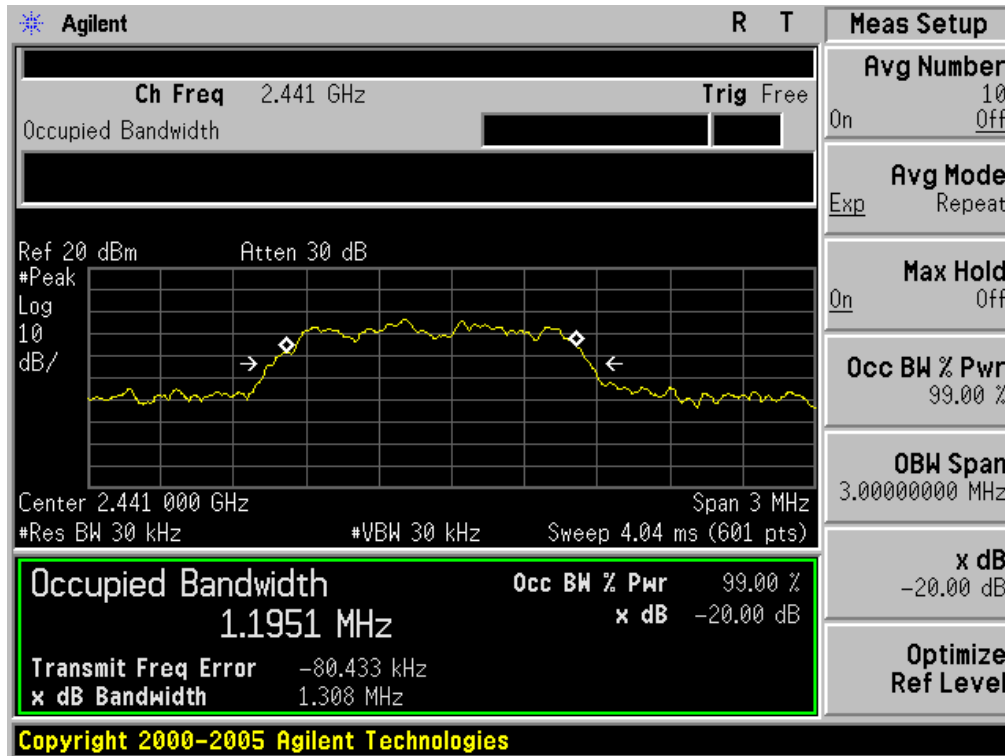 Agilent R T
Ch Freq 2.441 GHz Trig Free
Occupied Bandwidth
Ref 20 dBm Atten 30 dB
#Peak
Log
10
dB/
Center 2.441 000 GHz Span 3 MHz
#Res BW 30 kHz #VBW 30 kHz Sweep 4.04 ms (601 pts)
Occupied Bandwidth Occ BW % Pwr 99.00 %
1.1951 MHz x dB -20.00 dB
Transmit Freq Error -80.433 kHz
x dB Bandwidth 1.308 MHz
Copyright 2000-2005 Agilent Technologies
Meas Setup
Avg Number
10
On Off
Avg Mode
Exp Repeat
Max Hold
On Off
Occ BW % Pwr
99.00 %
OBW Span
3.00000000 MHz
x dB
-20.00 dB
Optimize
Ref Level